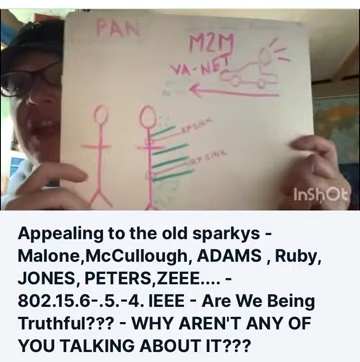 PAN
M2M
VA-NET
SINK
InShOt
Appealing to the old sparkys -
Malone,McCullough, ADAMS , Ruby,
JONES, PETERS,ZEEE.... -
802.15.6-.5.-4. IEEE - Are We Being
Truthful??? - WHY AREN'T ANY OF
YOU TALKING ABOUT IT???